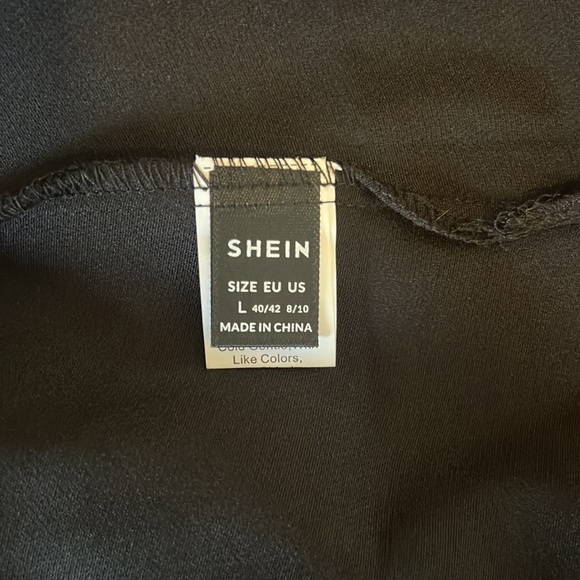 SHEIN
SIZE EU US
L 40/42 8/10
MADE IN CHINA
Like Colors,